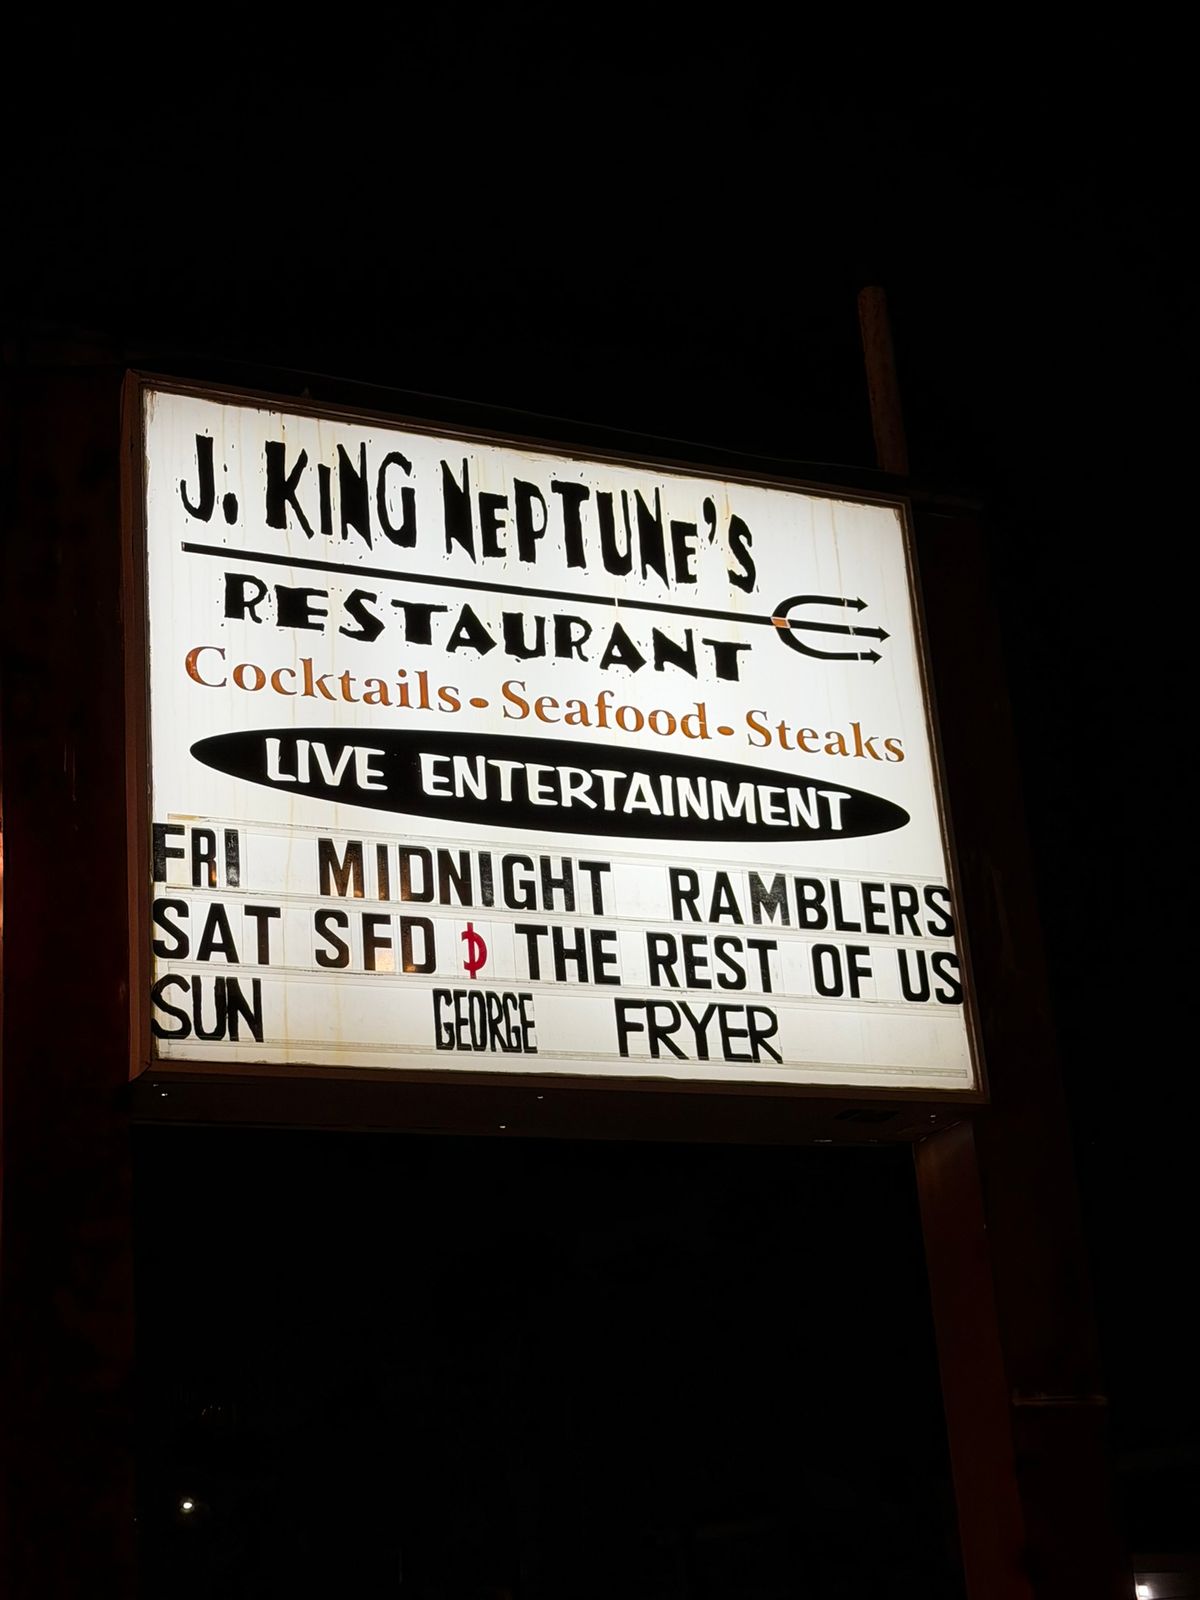 J. KING NEPTUNE'S
RESTAURANT
Cocktails • Seafood • Steaks
LIVE ENTERTAINMENT
FRI MIDNIGHT RAMBLERS
SAT SFD ¢ THE REST OF US
SUN GEORGE FRYER